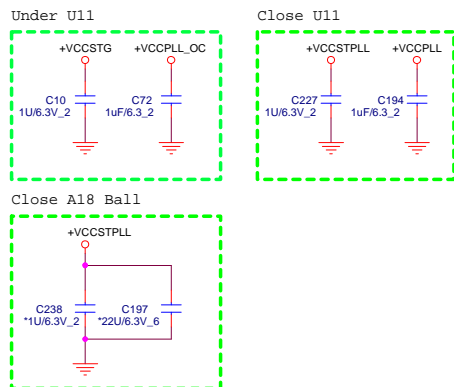 Under U11
Close U11
+VCCSTG
+VCCPLL_OC
C10
1U/6.3V_2
C72
1uF/6.3_2
+VCCSTPLL
+VCCPLL
C227
1U/6.3V_2
C194
1uF/6.3_2
Close A18 Ball
+VCCSTPLL
C238
*1U/6.3V_2
C197
*22U/6.3V_6